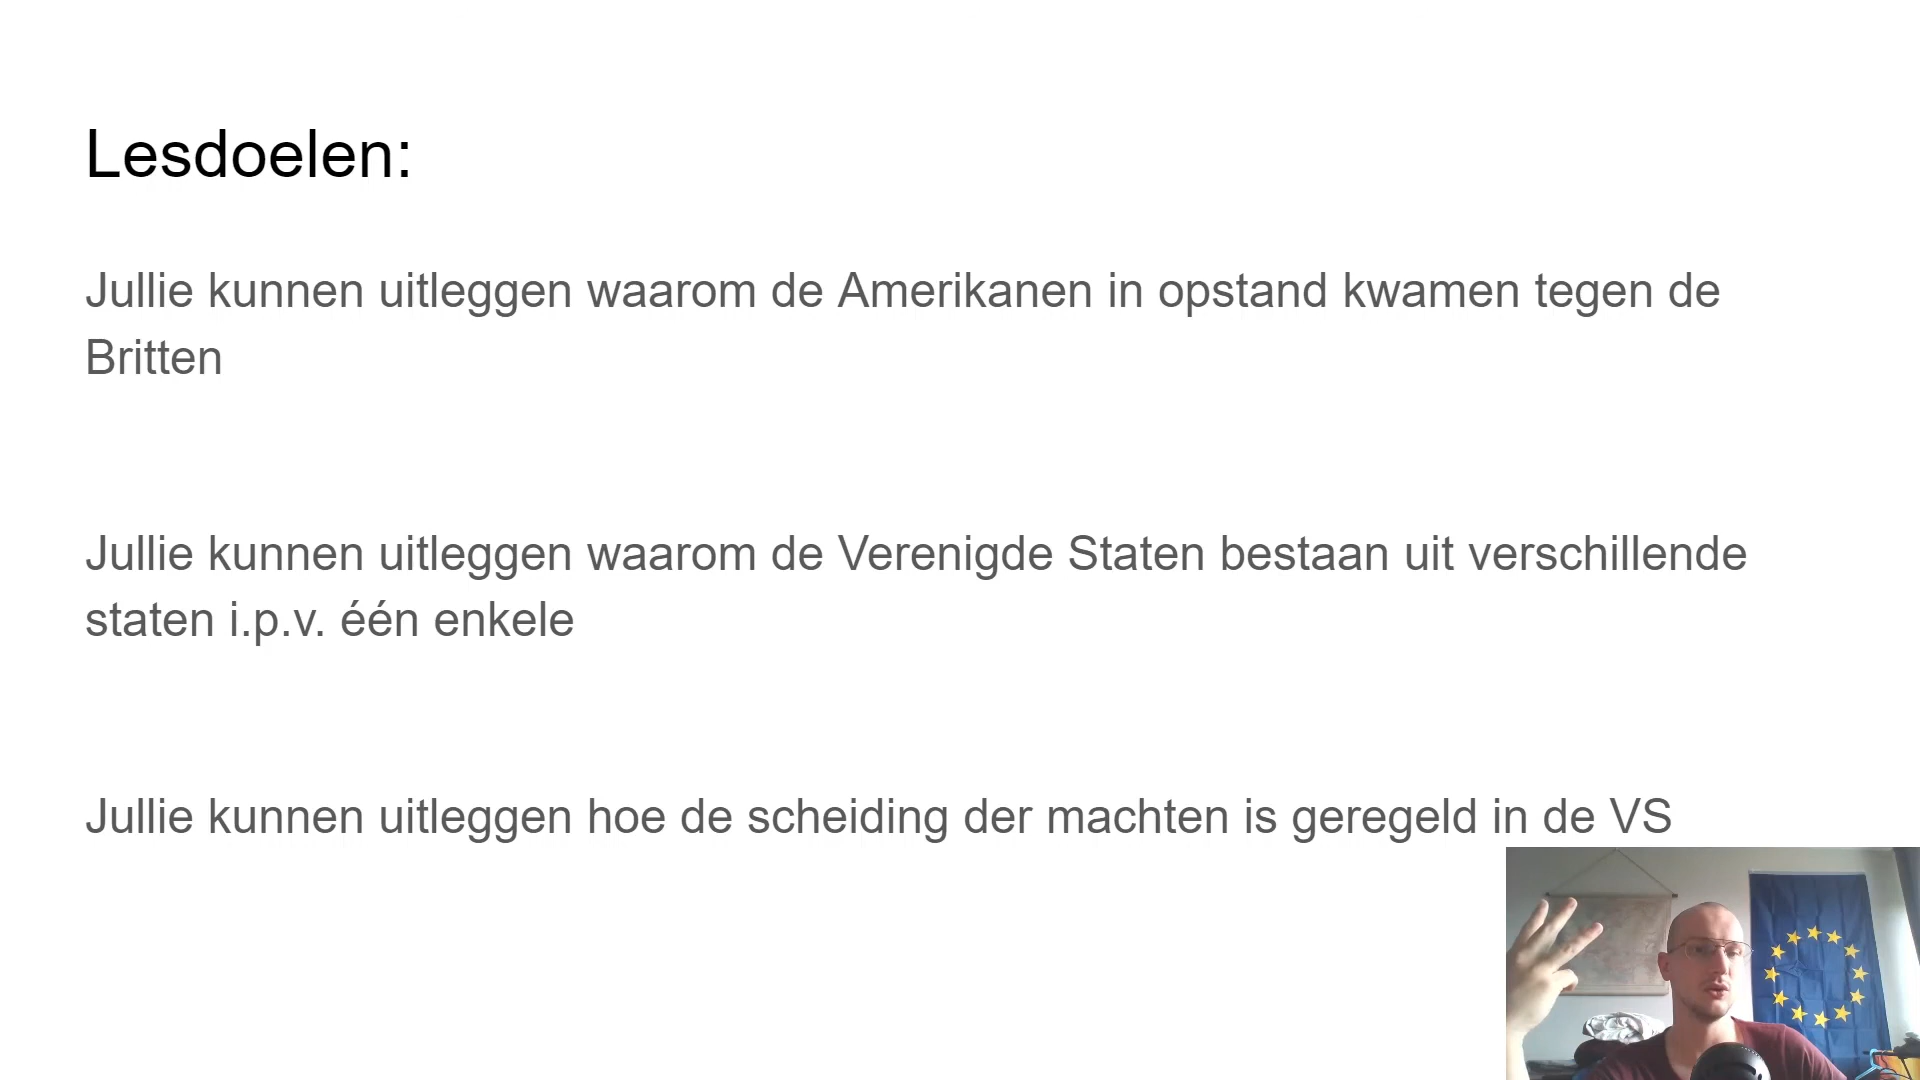 Lesdoelen:
Jullie kunnen uitleggen waarom de Amerikanen in opstand kwamen tegen de
Britten
Jullie kunnen uitleggen waarom de Verenigde Staten bestaan uit verschillende
staten i.p.v. één enkele
Jullie kunnen uitleggen hoe de scheiding der machten is geregeld in de VS